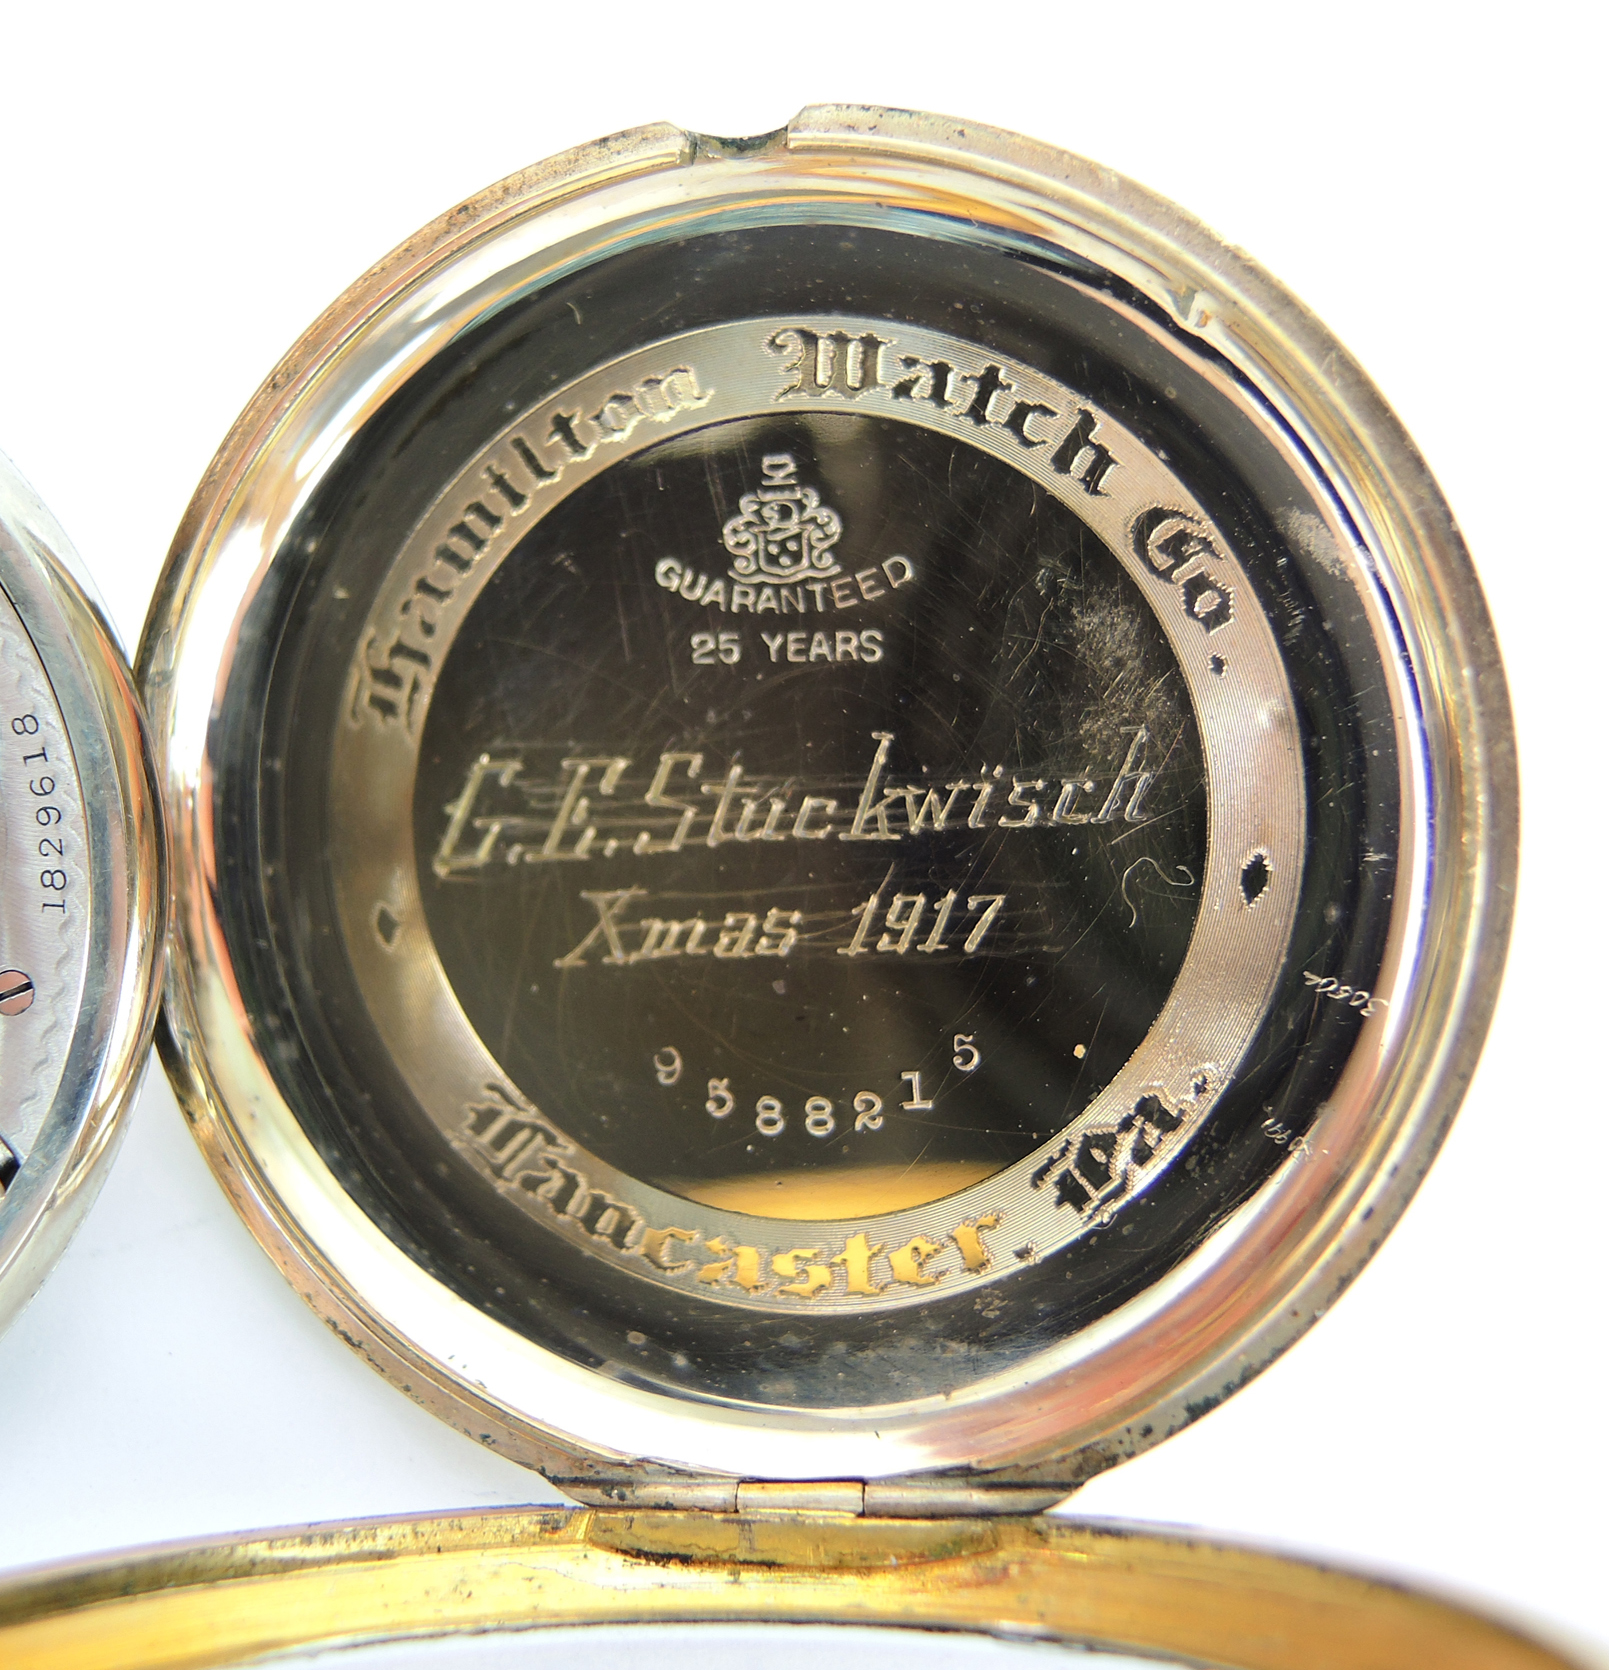 Hamilton Watch Co.
GUARANTEED
25 YEARS
G.E.Stuckwisch
Xmas 1917
9588215
Lancaster. Pa.
1829618